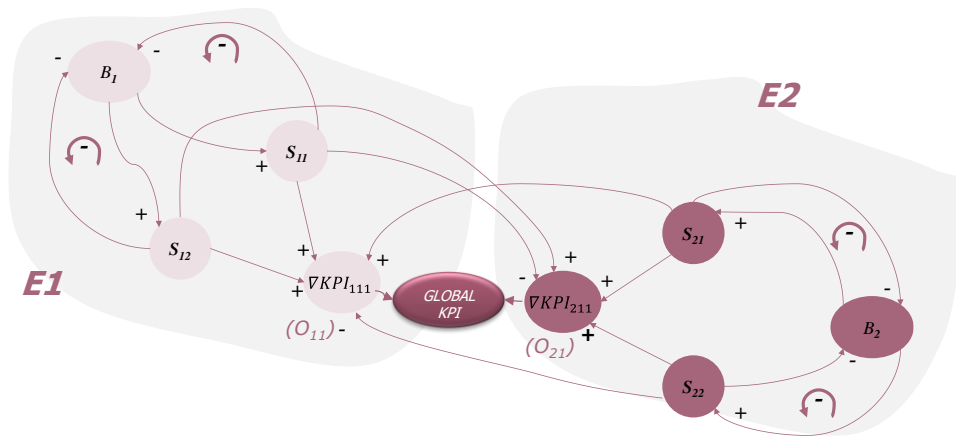 -
-
-
B₁
E2
-
S₁₁
+
+
S₂₁
+
-
S₁₂
+
+
+
-
+
-
E1
+
∇KPI₁₁₁
GLOBAL
KPI
∇KPI₂₁₁
B₂
(O₁₁) -
(O₂₁) +
-
S₂₂
+
-